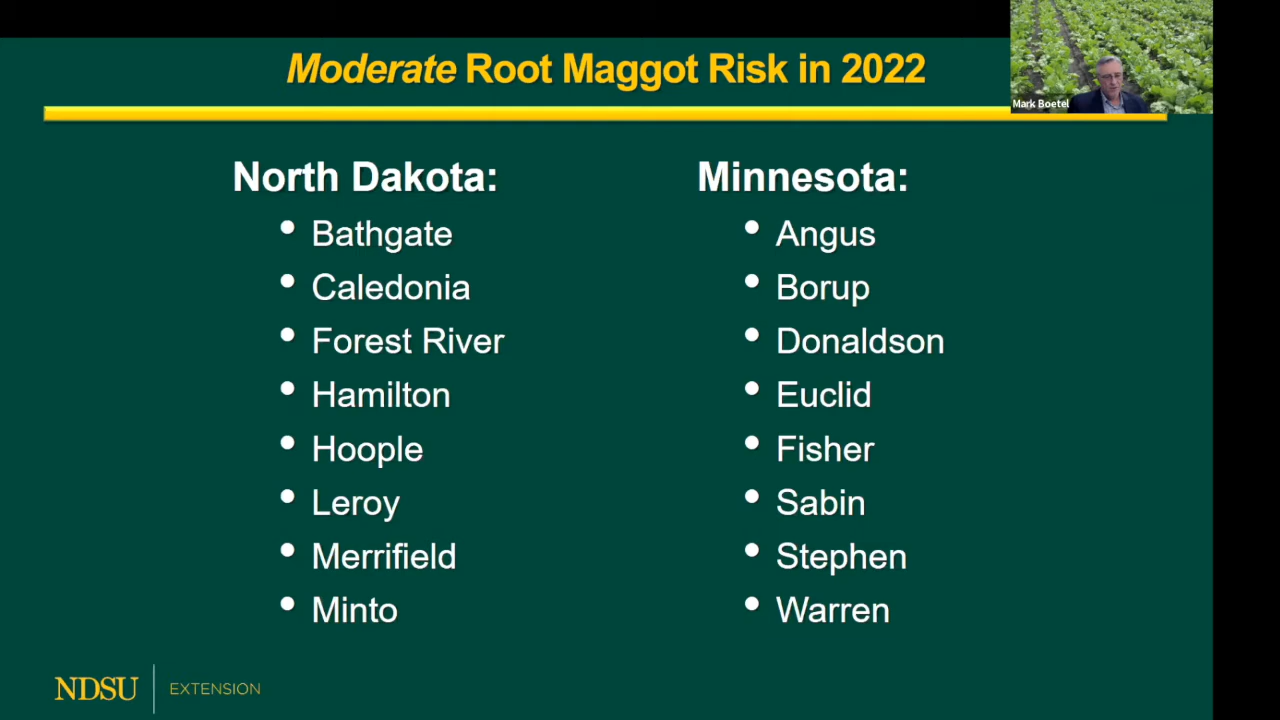 Moderate Root Maggot Risk in 2022
Mark Boetel
North Dakota:
• Bathgate
• Caledonia
• Forest River
• Hamilton
• Hoople
• Leroy
• Merrifield
• Minto
Minnesota:
• Angus
• Borup
• Donaldson
• Euclid
• Fisher
• Sabin
• Stephen
• Warren
NDSU EXTENSION